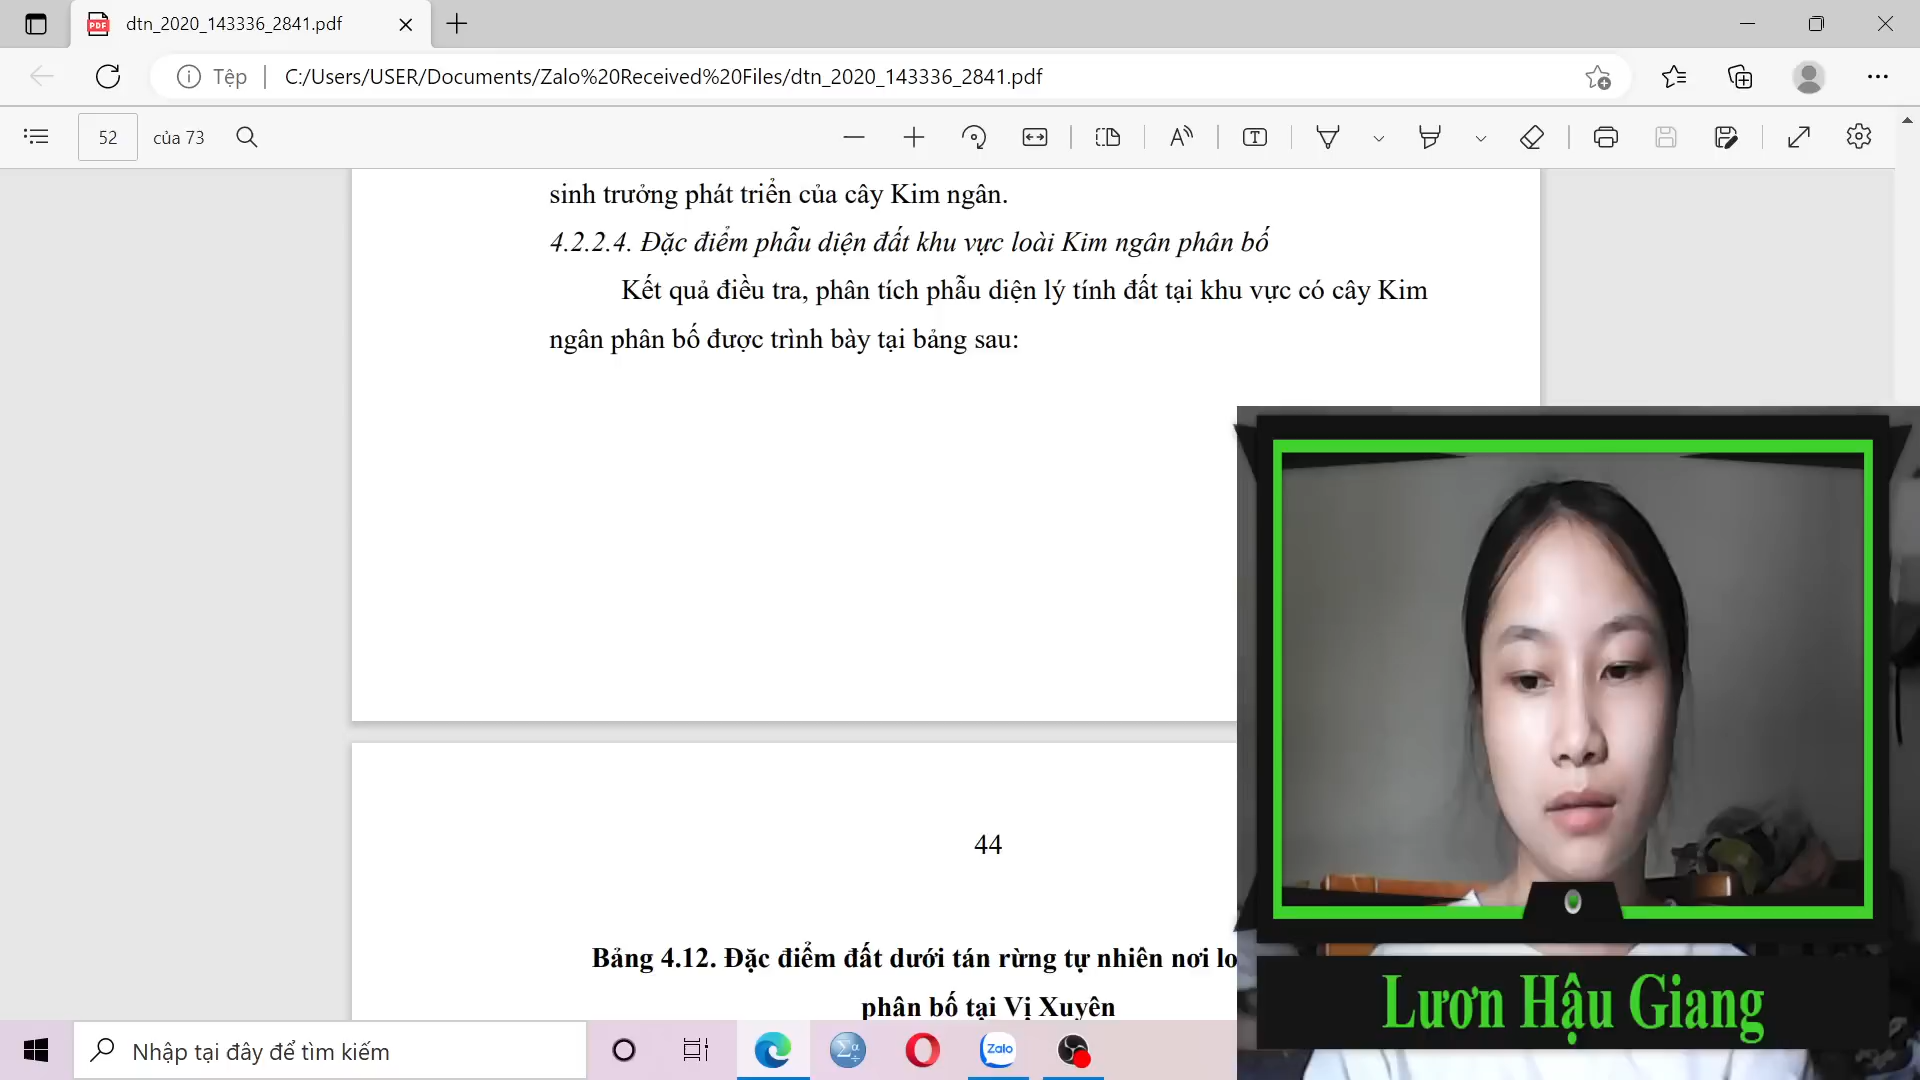 dtn_2020_143336_2841.pdf
Tệp
C:/Users/USER/Documents/Zalo%20Received%20Files/dtn_2020_143336_2841.pdf
52
của 73
sinh trưởng phát triển của cây Kim ngân.
4.2.2.4. Đặc điểm phẫu diện đất khu vực loài Kim ngân phân bố
Kết quả điều tra, phân tích phẫu diện lý tính đất tại khu vực có cây Kim
ngân phân bố được trình bày tại bảng sau:
44
Bảng 4.12. Đặc điểm đất dưới tán rừng tự nhiên nơi lo
phân bố tại Vị Xuyên
Lươn Hậu Giang
Nhập tại đây để tìm kiếm
Zalo